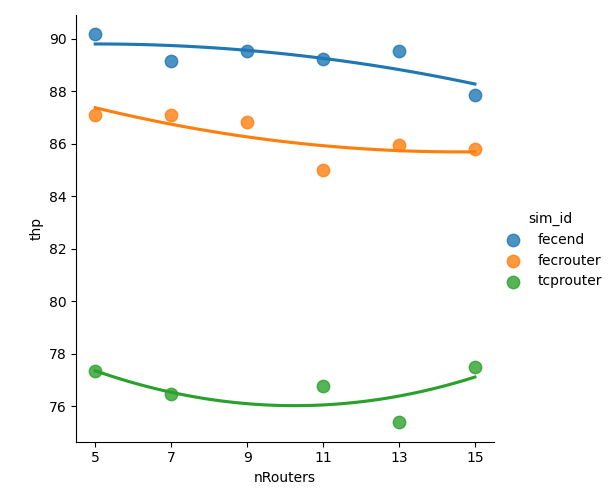 90
88
86
84
82
80
78
76
thp
5 7 9 11 13 15
nRouters
sim_id
fecend
fecrouter
tcprouter